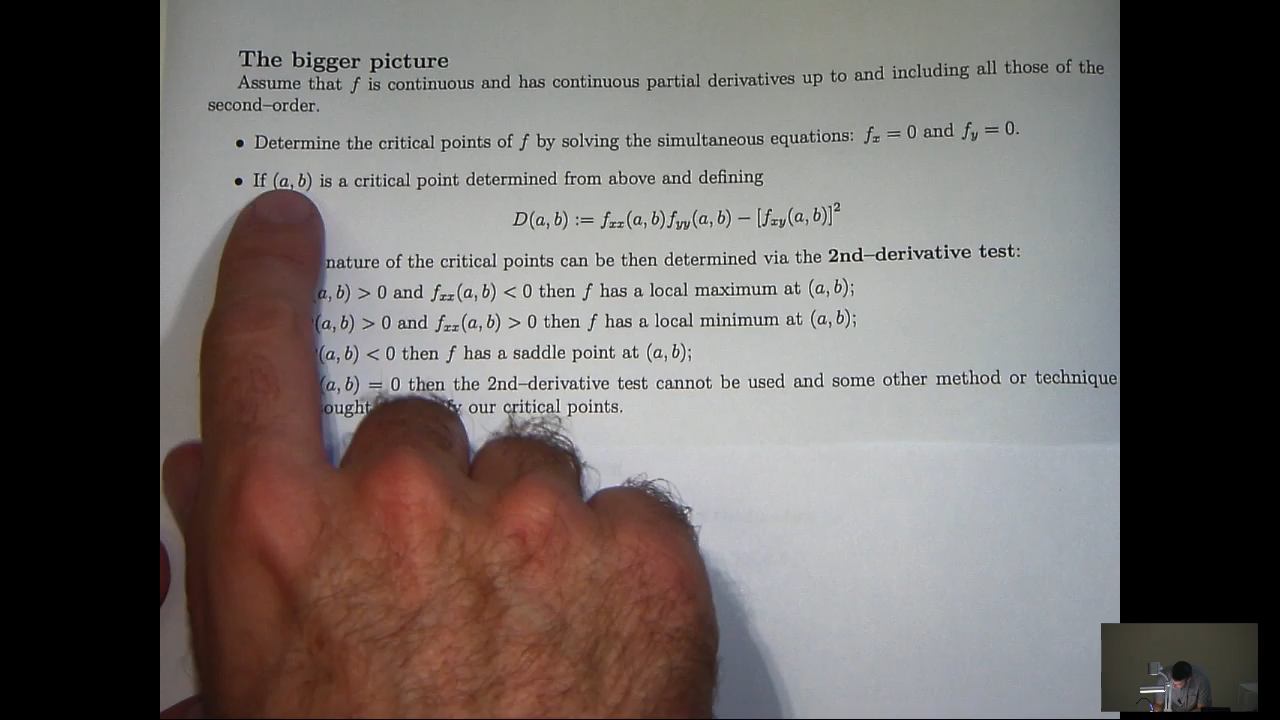 The bigger picture
Assume that f is continuous and has continuous partial derivatives up to and including all those of the
second–order.
• Determine the critical points of f by solving the simultaneous equations: fₓ = 0 and f_y = 0.
• If (a, b) is a critical point determined from above and defining
D(a, b) := f_xx(a, b)f_yy(a, b) − [f_xy(a, b)]²
nature of the critical points can be then determined via the 2nd–derivative test:
(a, b) > 0 and f_xx(a, b) < 0 then f has a local maximum at (a, b);
(a, b) > 0 and f_xx(a, b) > 0 then f has a local minimum at (a, b);
(a, b) < 0 then f has a saddle point at (a, b);
(a, b) = 0 then the 2nd–derivative test cannot be used and some other method or technique
our critical points.